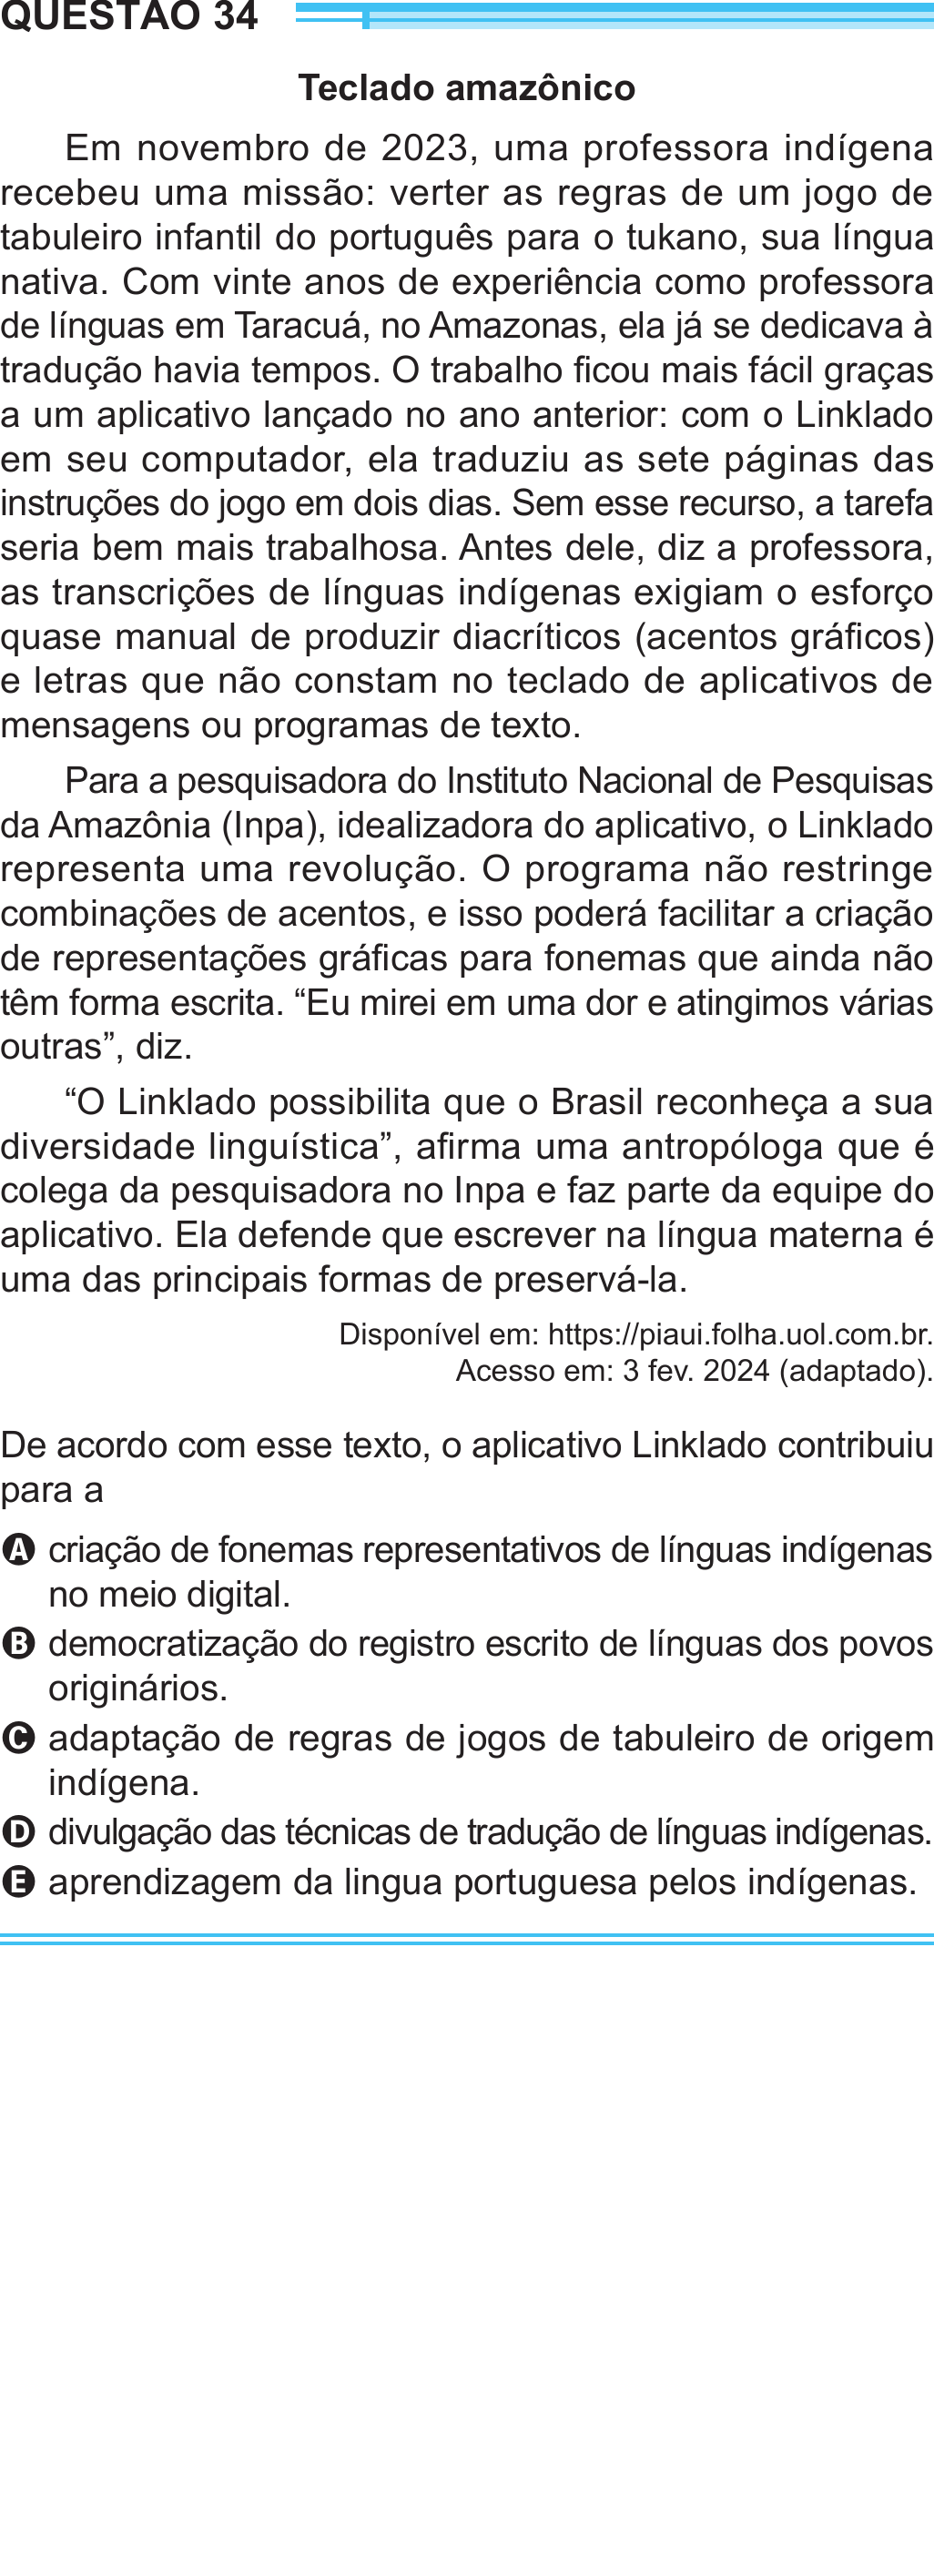 QUESTÃO 34
Teclado amazônico
Em novembro de 2023, uma professora indígena
recebeu uma missão: verter as regras de um jogo de
tabuleiro infantil do português para o tukano, sua língua
nativa. Com vinte anos de experiência como professora
de línguas em Taracuá, no Amazonas, ela já se dedicava à
tradução havia tempos. O trabalho ficou mais fácil graças
a um aplicativo lançado no ano anterior: com o Linklado
em seu computador, ela traduziu as sete páginas das
instruções do jogo em dois dias. Sem esse recurso, a tarefa
seria bem mais trabalhosa. Antes dele, diz a professora,
as transcrições de línguas indígenas exigiam o esforço
quase manual de produzir diacríticos (acentos gráficos)
e letras que não constam no teclado de aplicativos de
mensagens ou programas de texto.
Para a pesquisadora do Instituto Nacional de Pesquisas
da Amazônia (Inpa), idealizadora do aplicativo, o Linklado
representa uma revolução. O programa não restringe
combinações de acentos, e isso poderá facilitar a criação
de representações gráficas para fonemas que ainda não
têm forma escrita. “Eu mirei em uma dor e atingimos várias
outras”, diz.
“O Linklado possibilita que o Brasil reconheça a sua
diversidade linguística”, afirma uma antropóloga que é
colega da pesquisadora no Inpa e faz parte da equipe do
aplicativo. Ela defende que escrever na língua materna é
uma das principais formas de preservá-la.
Disponível em: https://piaui.folha.uol.com.br.
Acesso em: 3 fev. 2024 (adaptado).
De acordo com esse texto, o aplicativo Linklado contribuiu
para a
A criação de fonemas representativos de línguas indígenas
no meio digital.
B democratização do registro escrito de línguas dos povos
originários.
C adaptação de regras de jogos de tabuleiro de origem
indígena.
D divulgação das técnicas de tradução de línguas indígenas.
E aprendizagem da lingua portuguesa pelos indígenas.